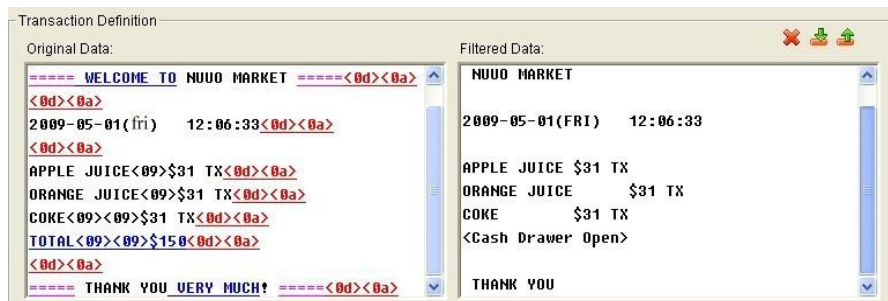 Transaction Definition
Original Data:
===== WELCOME TO NUUO MARKET =====<0d><0a>
<0d><0a>
2009-05-01(fri) 12:06:33<0d><0a>
<0d><0a>
APPLE JUICE<09>$31 TX<0d><0a>
ORANGE JUICE<09>$31 TX<0d><0a>
COKE<09><09>$31 TX<0d><0a>
TOTAL<09><09>$150<0d><0a>
<0d><0a>
===== THANK YOU VERY MUCH! =====<0d><0a>
Filtered Data:
NUUO MARKET
2009-05-01(FRI) 12:06:33
APPLE JUICE $31 TX
ORANGE JUICE $31 TX
COKE $31 TX
<Cash Drawer Open>
THANK YOU